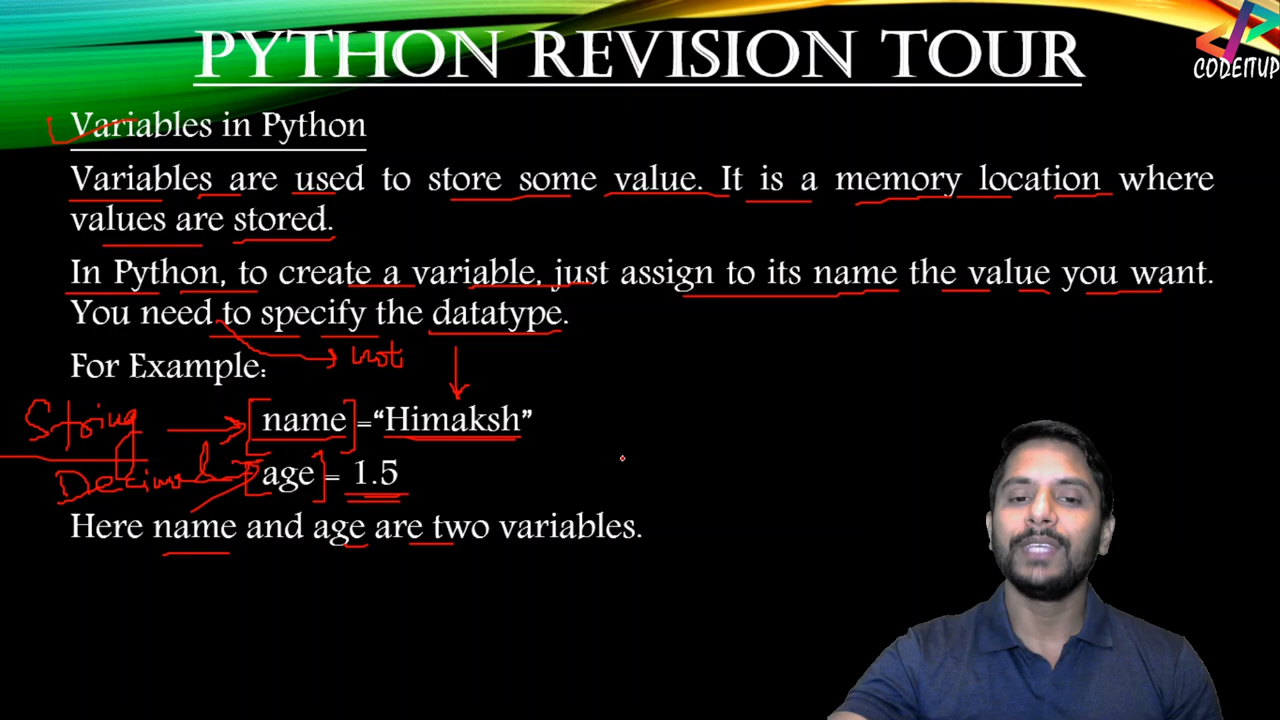 PYTHON REVISION TOUR
CODEITUP
Variables in Python
Variables are used to store some value. It is a memory location where
values are stored.
In Python, to create a variable, just assign to its name the value you want.
You need to specify the datatype.
not
For Example:
String [name]="Himaksh"
Decimal [age]= 1.5
Here name and age are two variables.